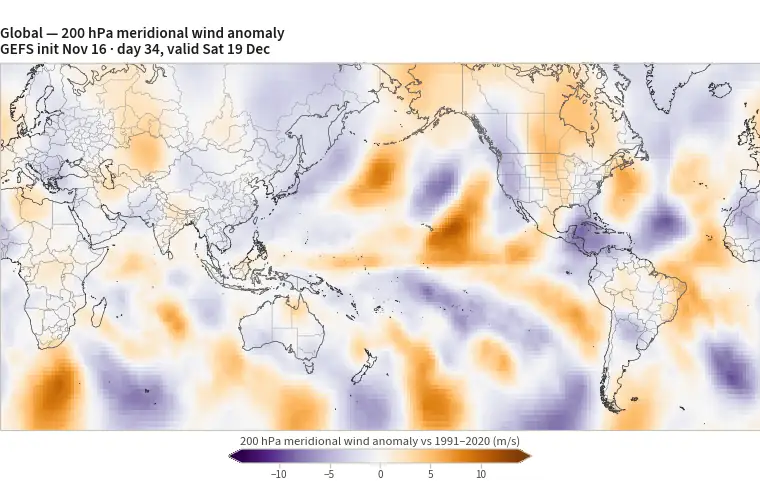 Global — 200 hPa meridional wind anomaly
GEFS init Nov 16 · day 34, valid Sat 19 Dec
200 hPa meridional wind anomaly vs 1991–2020 (m/s)
−10 −5 0 5 10